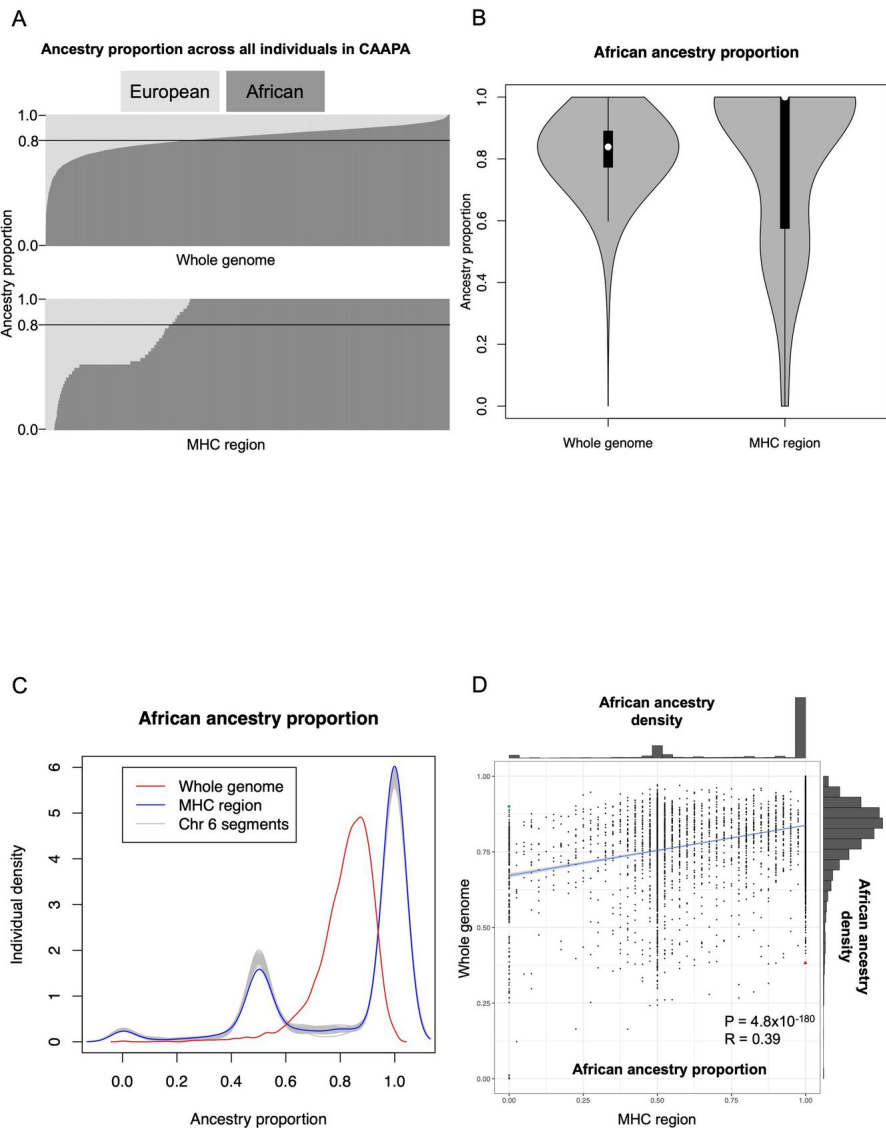 A
Ancestry proportion across all individuals in CAAPA
European African
Ancestry proportion
1.0
0.8
0.0
Whole genome
1.0
0.8
0.0
MHC region
B
African ancestry proportion
Ancestry proportion
1.0
0.8
0.6
0.4
0.2
0.0
Whole genome MHC region
C
African ancestry proportion
Individual density
6
5
4
3
2
1
0
Whole genome
MHC region
Chr 6 segments
0.0 0.2 0.4 0.6 0.8 1.0
Ancestry proportion
D
African ancestry
density
Whole genome
1.00
0.75
0.50
0.25
0.00
African ancestry
density
P = 4.8x10-180
R = 0.39
African ancestry proportion
0.00 0.25 0.50 0.75 1.00
MHC region